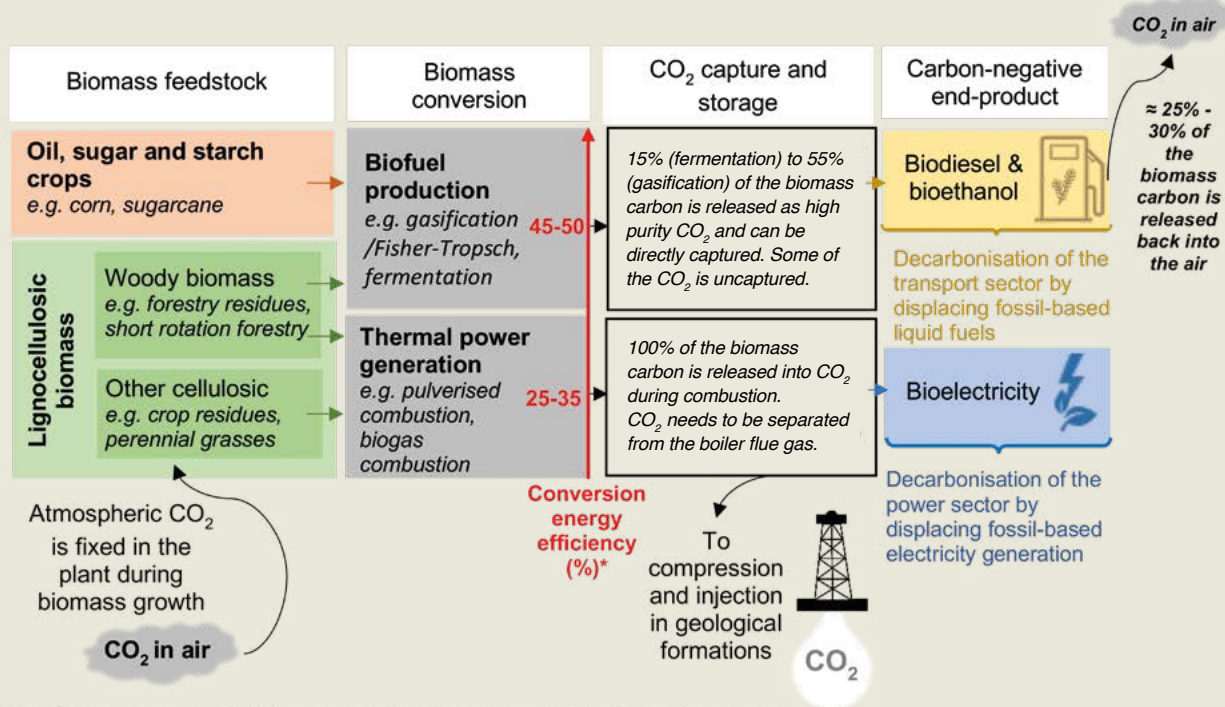 CO2 in air
Biomass feedstock
Biomass
conversion
CO2 capture and
storage
Carbon-negative
end-product
≈ 25% -
30% of
the
biomass
carbon is
released
back into
the air
Oil, sugar and starch
crops
e.g. corn, sugarcane
Lignocellulosic
biomass
Woody biomass
e.g. forestry residues,
short rotation forestry
Other cellulosic
e.g. crop residues,
perennial grasses
Biofuel
production
e.g. gasification
/Fisher-Tropsch,
fermentation
45-50
Thermal power
generation
e.g. pulverised
combustion,
biogas
combustion
25-35
Conversion
energy
efficiency
(%)*
15% (fermentation) to 55%
(gasification) of the biomass
carbon is released as high
purity CO2 and can be
directly captured. Some of
the CO2 is uncaptured.
100% of the biomass
carbon is released into CO2
during combustion.
CO2 needs to be separated
from the boiler flue gas.
Biodiesel &
bioethanol
Decarbonisation of the
transport sector by
displacing fossil-based
liquid fuels
Bioelectricity
Decarbonisation of the
power sector by
displacing fossil-based
electricity generation
Atmospheric CO2
is fixed in the
plant during
biomass growth
CO2 in air
To
compression
and injection
in geological
formations
CO2